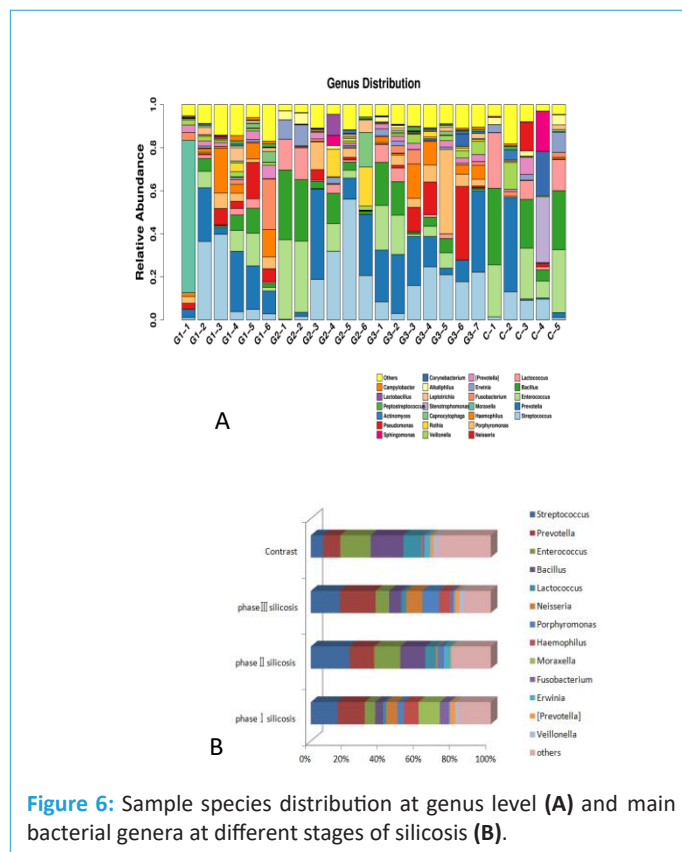 Genus Distribution
Relative Abundance
1.0
0.8
0.6
0.4
0.2
0.0
G1-1 G1-2 G1-3 G1-4 G1-5 G1-6 G2-1 G2-2 G2-3 G2-4 G2-5 G2-6 G3-1 G3-2 G3-3 G3-4 G3-5 G3-6 G3-7 C-1 C-2 C-3 C-4 C-5
Others Corynebacterium [Prevotella] Lactococcus
Campylobacter Alkaliphilus Erwinia Bacillus
Lactobacillus Leptotrichia Fusobacterium Enterococcus
Peptostreptococcus Stenotrophomonas Moraxella Prevotella
Actinomyces Capnocytophaga Haemophilus Streptococcus
Pseudomonas Rothia Porphyromonas
Sphingomonas Veillonella Neisseria
A
Contrast
phase Ⅲ silicosis
phase Ⅱ silicosis
phase Ⅰ silicosis
0% 20% 40% 60% 80% 100%
Streptococcus
Prevotella
Enterococcus
Bacillus
Lactococcus
Neisseria
Porphyromonas
Haemophilus
Moraxella
Fusobacterium
Erwinia
[Prevotella]
Veillonella
others
B
Figure 6: Sample species distribution at genus level (A) and main
bacterial genera at different stages of silicosis (B).